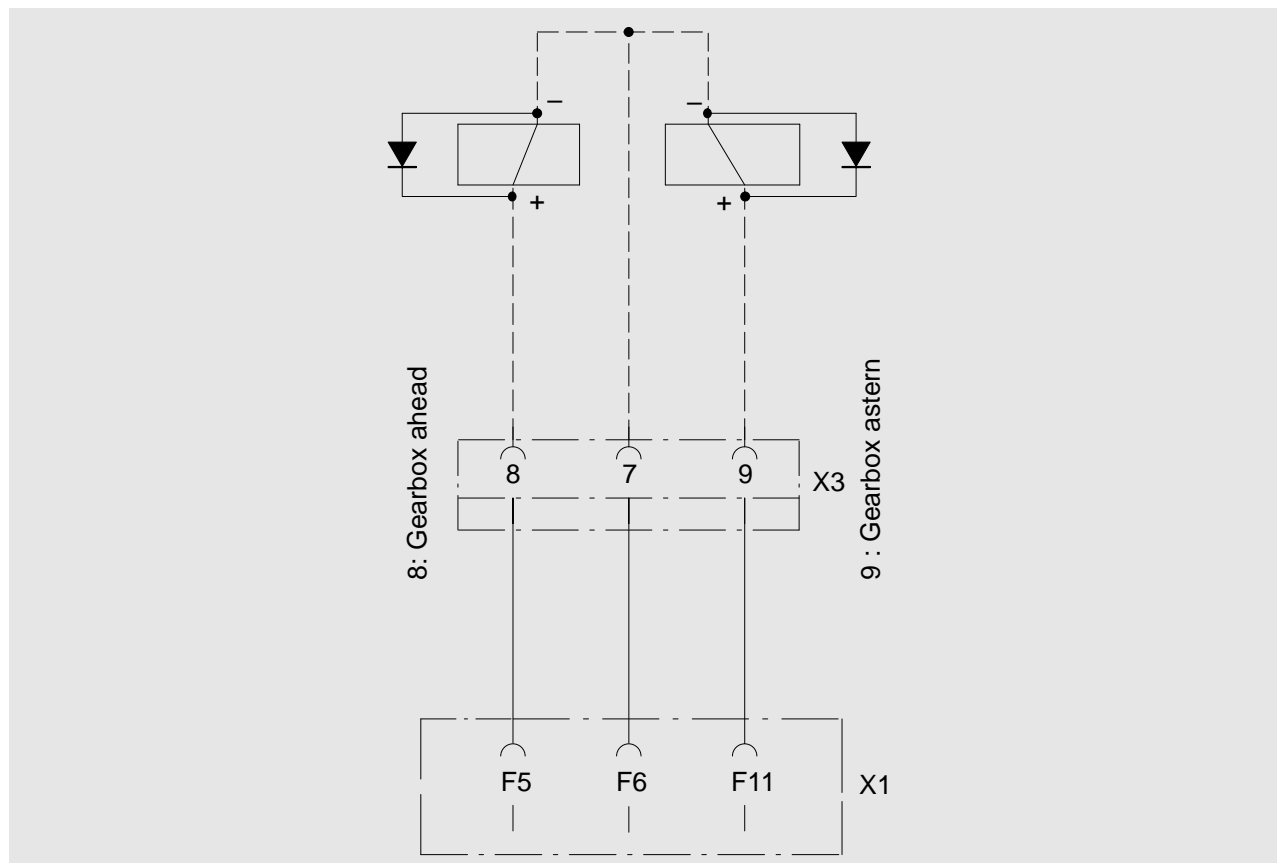 –
–
+
+
8: Gearbox ahead
9 : Gearbox astern
8
7
9
X3
F5
F6
F11
X1